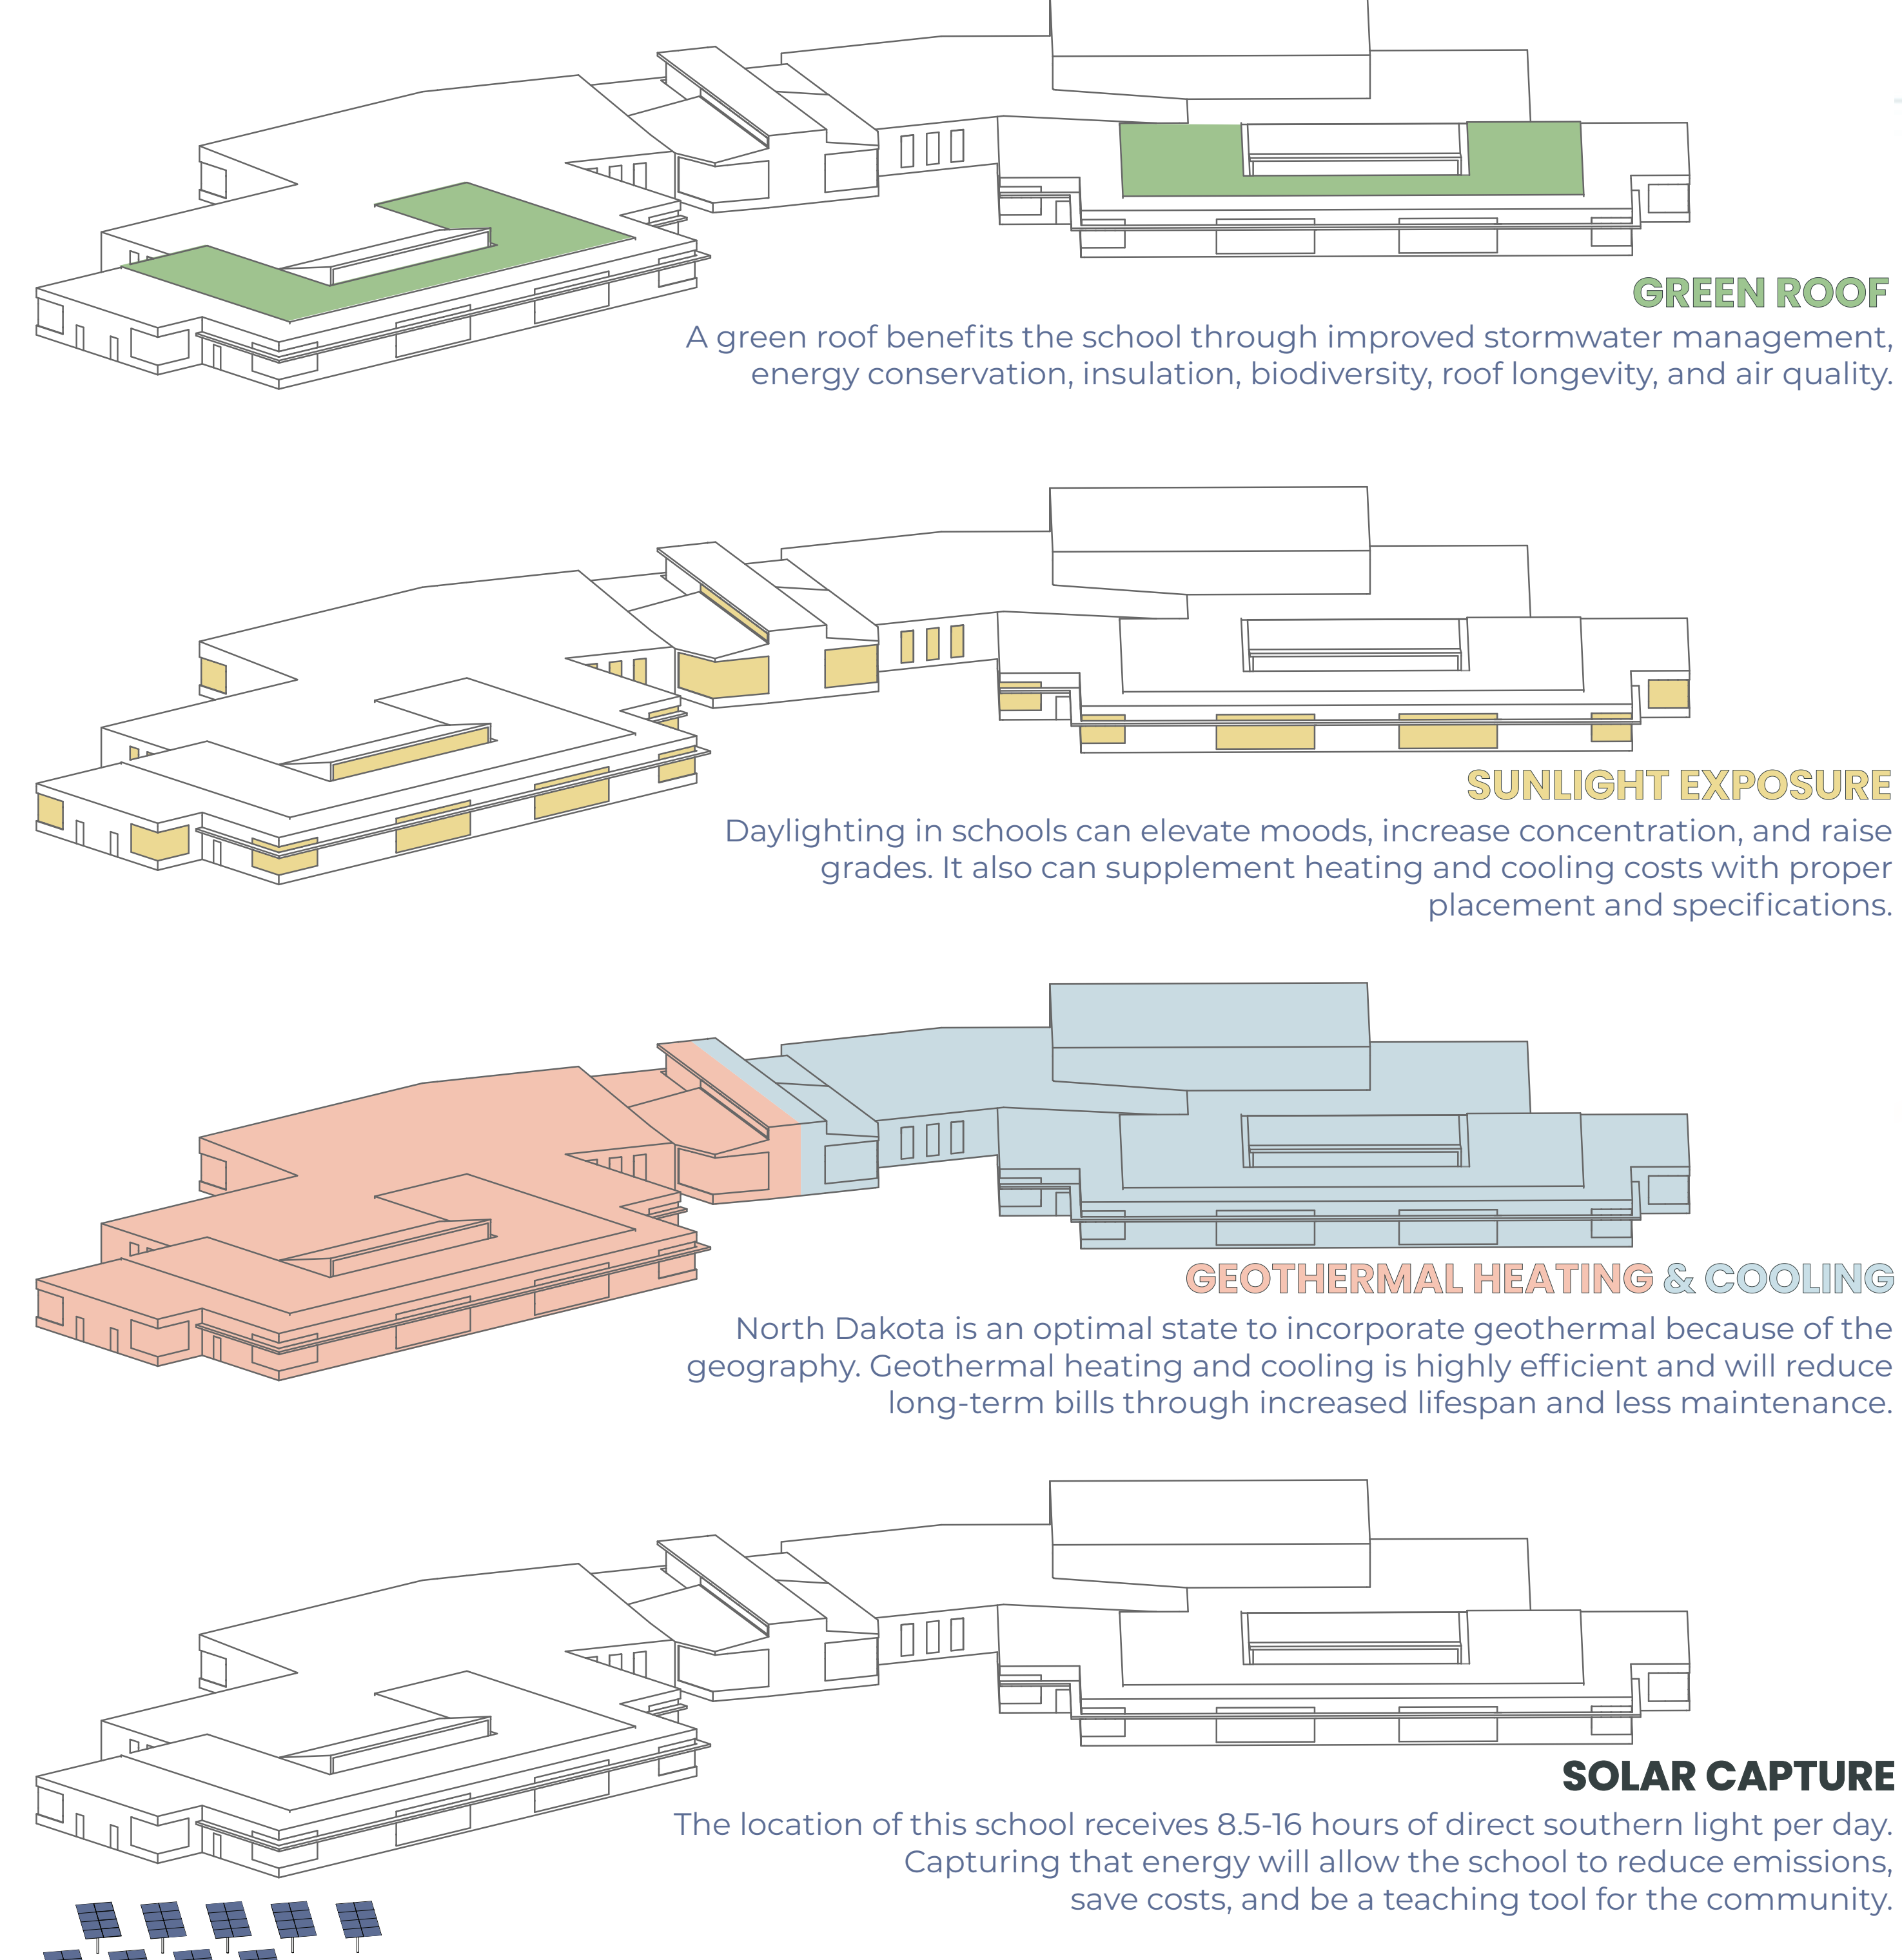 GREEN ROOF
A green roof benefits the school through improved stormwater management,
energy conservation, insulation, biodiversity, roof longevity, and air quality.
SUNLIGHT EXPOSURE
Daylighting in schools can elevate moods, increase concentration, and raise
grades. It also can supplement heating and cooling costs with proper
placement and specifications.
GEOTHERMAL HEATING & COOLING
North Dakota is an optimal state to incorporate geothermal because of the
geography. Geothermal heating and cooling is highly efficient and will reduce
long-term bills through increased lifespan and less maintenance.
SOLAR CAPTURE
The location of this school receives 8.5-16 hours of direct southern light per day.
Capturing that energy will allow the school to reduce emissions,
save costs, and be a teaching tool for the community.